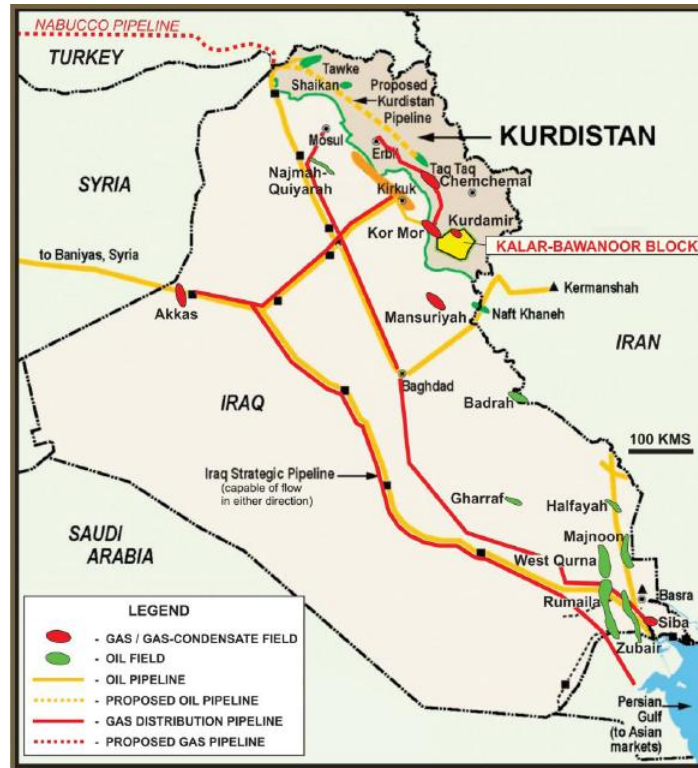 NABUCCO PIPELINE
TURKEY
Tawke
Shaikan
Proposed
Kurdistan
Pipeline
KURDISTAN
Mosul
Erbil
Najmah-
Quiyarah
Taq Taq
Chemchemal
SYRIA
Kirkuk
Kurdamir
Kor Mor
KALAR-BAWANOOR BLOCK
to Baniyas, Syria
Kermanshah
Akkas
Mansuriyah
Naft Khaneh
IRAN
Baghdad
IRAQ
Badrah
100 KMS
Iraq Strategic Pipeline
(capable of flow
in either direction)
Gharraf
Halfayah
SAUDI
ARABIA
Majnoon
West Qurna
Basra
Rumaila
Siba
Zubair
Persian
Gulf
(to Asian
markets)
LEGEND
- GAS / GAS-CONDENSATE FIELD
- OIL FIELD
- OIL PIPELINE
- PROPOSED OIL PIPELINE
- GAS DISTRIBUTION PIPELINE
- PROPOSED GAS PIPELINE